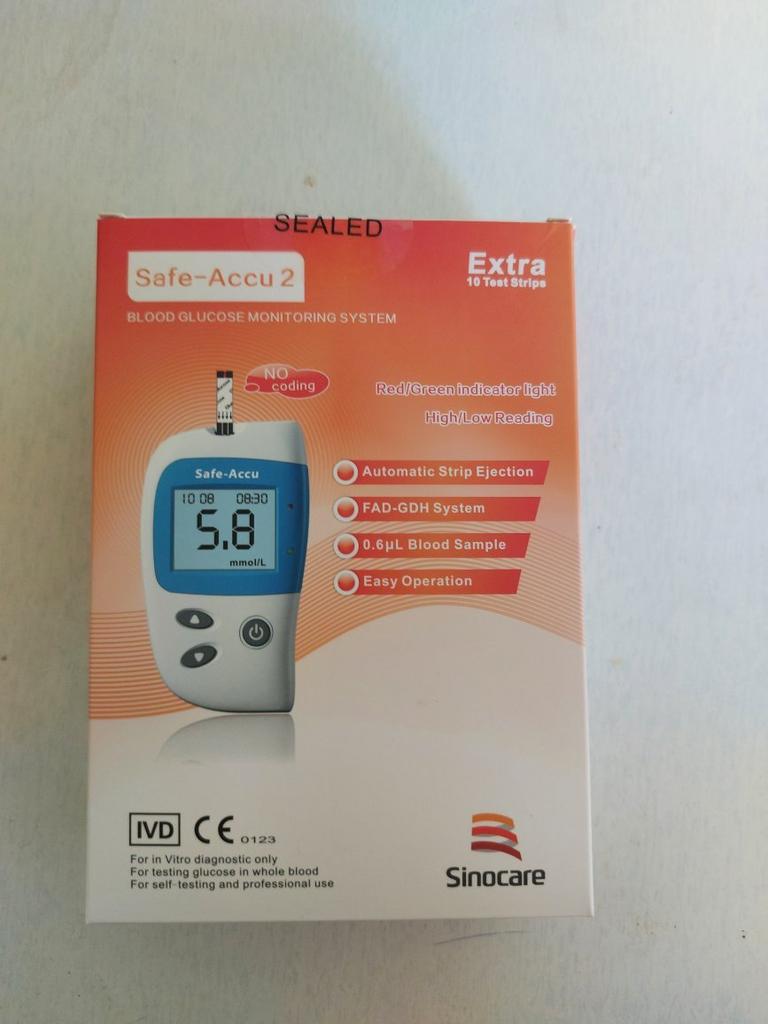 SEALED
Safe-Accu 2
Extra
10 Test Strips
BLOOD GLUCOSE MONITORING SYSTEM
NO
coding
Red/Green indicator light
High/Low Reading
Safe-Accu
10 08 08:30
5.8
mmol/L
Automatic Strip Ejection
FAD-GDH System
0.6µL Blood Sample
Easy Operation
IVD CE 0123
For in Vitro diagnostic only
For testing glucose in whole blood
For self-testing and professional use
Sinocare